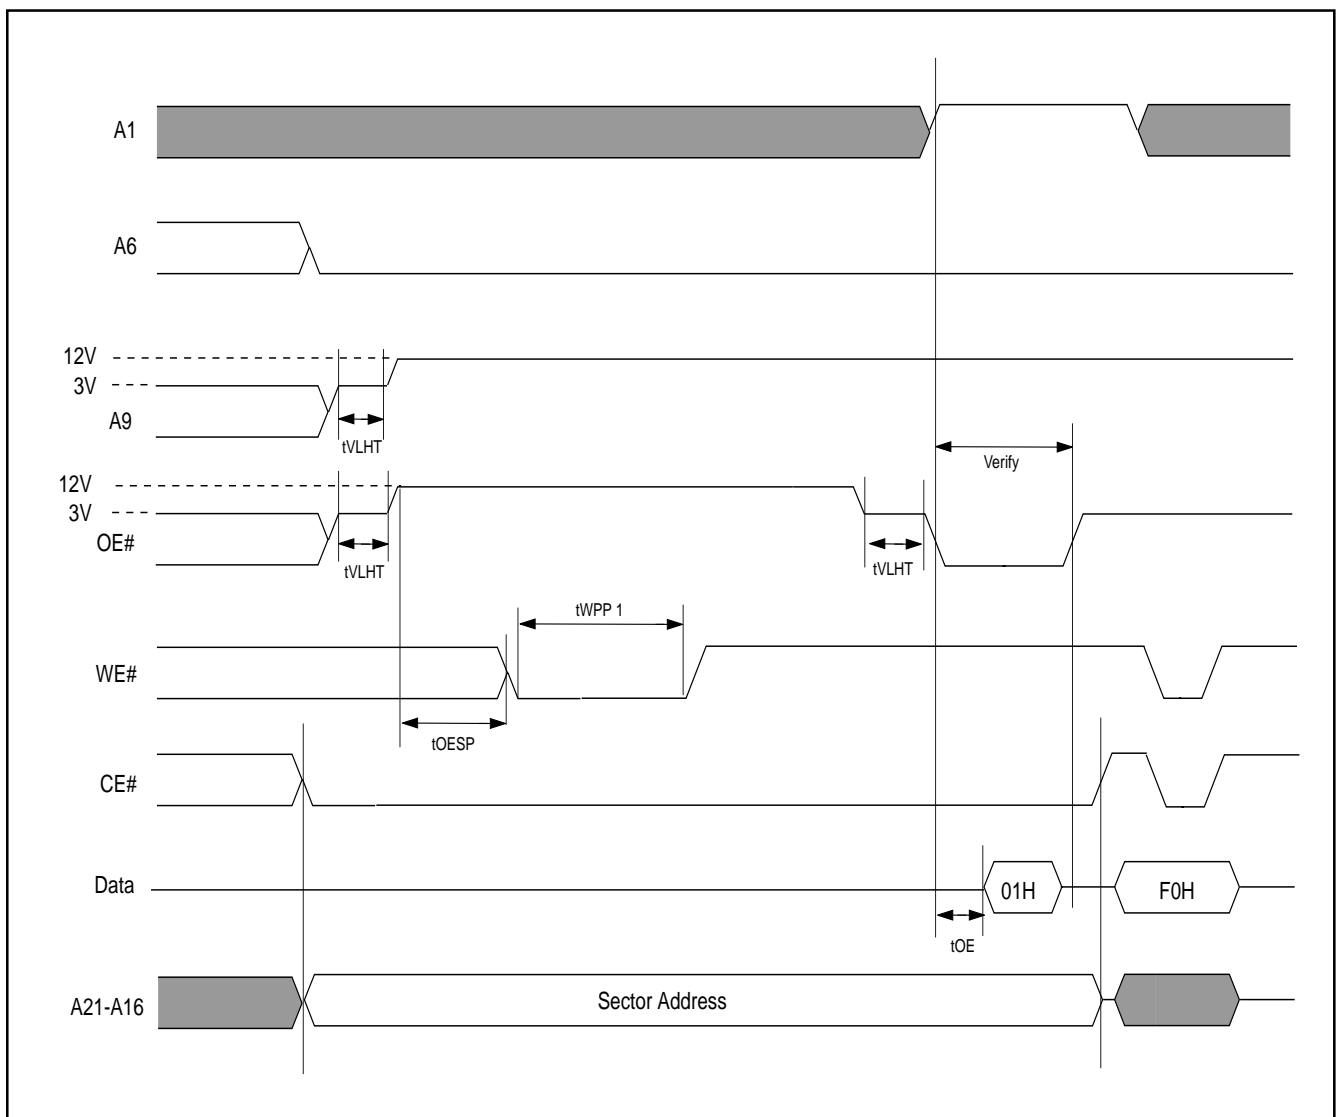 A1
A6
12V
3V
A9
tVLHT
Verify
12V
3V
OE#
tVLHT
tVLHT
tWPP 1
WE#
tOESP
CE#
Data
01H
F0H
tOE
A21-A16
Sector Address